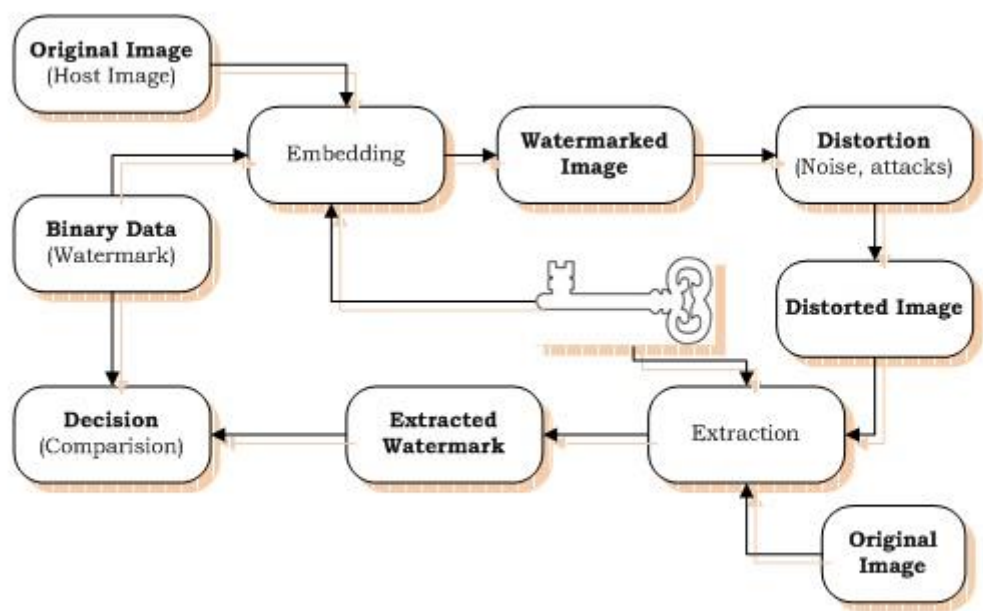 Original Image
(Host Image)
Embedding
Watermarked
Image
Distortion
(Noise, attacks)
Binary Data
(Watermark)
Distorted Image
Decision
(Comparision)
Extracted
Watermark
Extraction
Original
Image